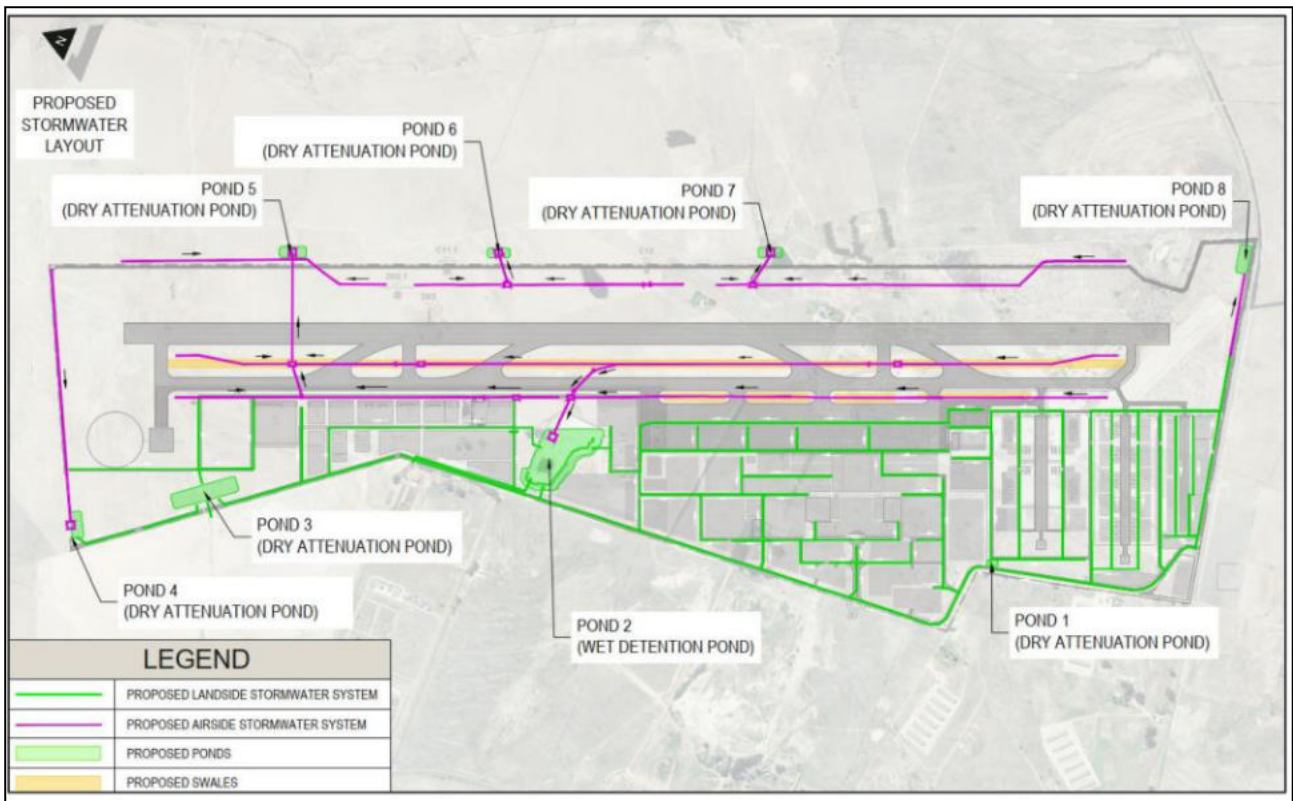 N
PROPOSED
STORMWATER
LAYOUT
POND 6
(DRY ATTENUATION POND)
POND 5
(DRY ATTENUATION POND)
POND 7
(DRY ATTENUATION POND)
POND 8
(DRY ATTENUATION POND)
POND 3
(DRY ATTENUATION POND)
POND 4
(DRY ATTENUATION POND)
POND 2
(WET DETENTION POND)
POND 1
(DRY ATTENUATION POND)
LEGEND
PROPOSED LANDSIDE STORMWATER SYSTEM
PROPOSED AIRSIDE STORMWATER SYSTEM
PROPOSED PONDS
PROPOSED SWALES